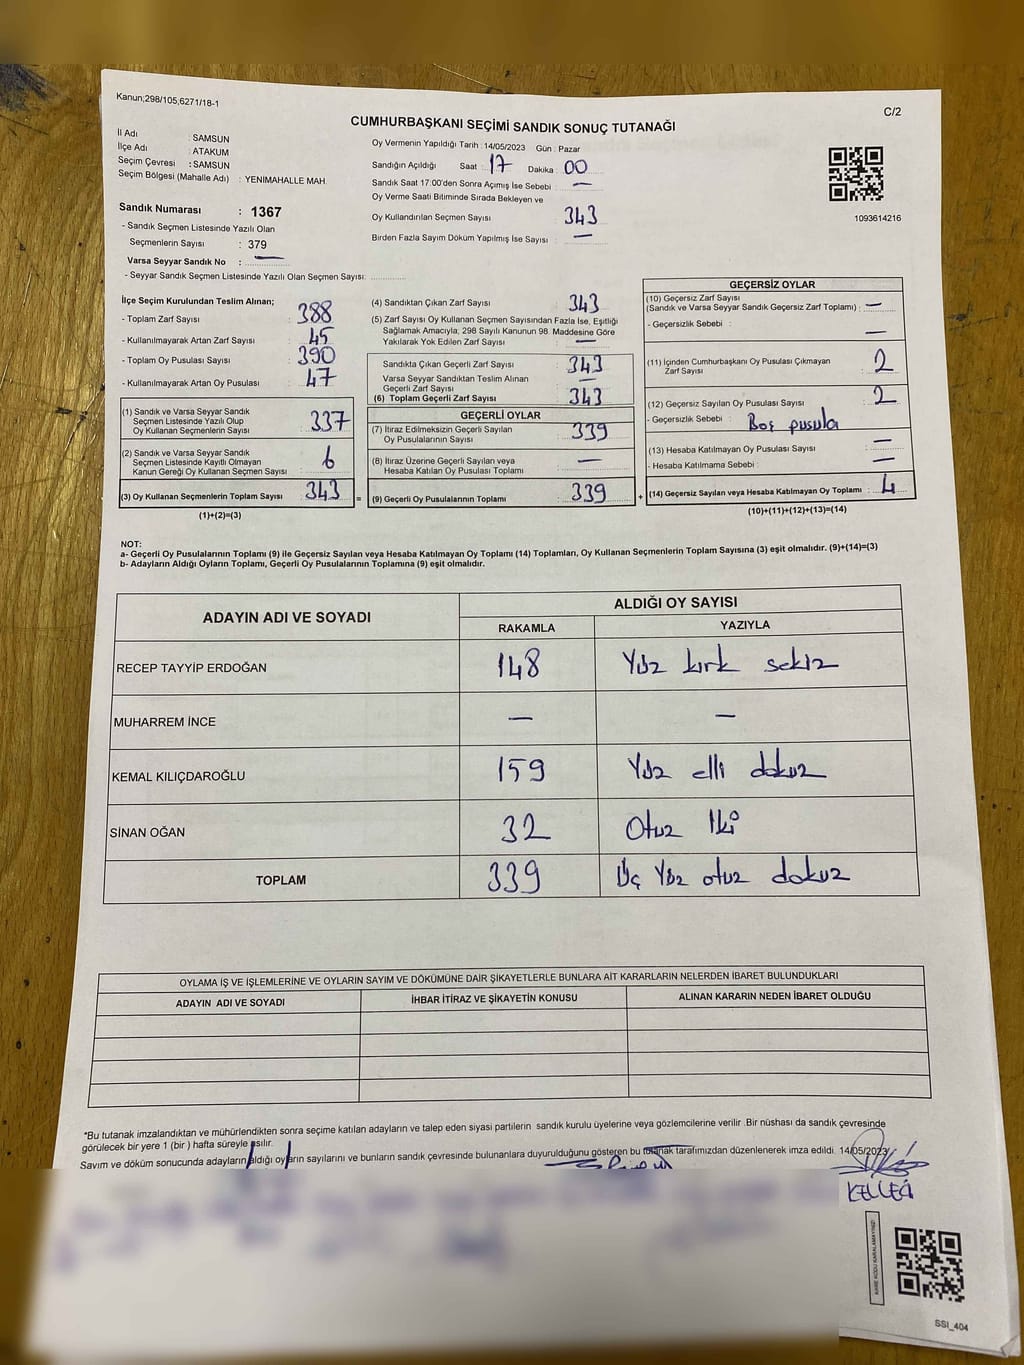 Kanun;298/105;6271/18-1
C/2
CUMHURBAŞKANI SEÇİMİ SANDIK SONUÇ TUTANAĞI
İl Adı : SAMSUN
İlçe Adı : ATAKUM
Seçim Çevresi : SAMSUN
Seçim Bölgesi (Mahalle Adı) : YENIMAHALLE MAH.
Sandık Numarası : 1367
- Sandık Seçmen Listesinde Yazılı Olan
Seçmenlerin Sayısı : 379
Varsa Seyyar Sandık No : —
- Seyyar Sandık Seçmen Listesinde Yazılı Olan Seçmen Sayısı:
Oy Vermenin Yapıldığı Tarih : 14/05/2023 Gün : Pazar
Sandığın Açıldığı Saat : 17 Dakika : 00
Sandık Saat 17:00'den Sonra Açımış İse Sebebi : —
Oy Verme Saati Bitiminde Sırada Bekleyen ve
Oy Kullandırılan Seçmen Sayısı : 343
Birden Fazla Sayım Döküm Yapılmış İse Sayısı : —
1093614216
İlçe Seçim Kurulundan Teslim Alınan;
- Toplam Zarf Sayısı : 388
- Kullanılmayarak Artan Zarf Sayısı : 45
- Toplam Oy Pusulası Sayısı : 390
- Kullanılmayarak Artan Oy Pusulası : 47
(1) Sandık ve Varsa Seyyar Sandık
Seçmen Listesinde Yazılı Olup
Oy Kullanan Seçmenlerin Sayısı : 337
(2) Sandık ve Varsa Seyyar Sandık
Seçmen Listesinde Kayıtlı Olmayan
Kanun Gereği Oy Kullanan Seçmen Sayısı : 6
(3) Oy Kullanan Seçmenlerin Toplam Sayısı : 343
(1)+(2)=(3)
=
(4) Sandıktan Çıkan Zarf Sayısı : 343
(5) Zarf Sayısı Oy Kullanan Seçmen Sayısından Fazla İse, Eşitliği
Sağlamak Amacıyla; 298 Sayılı Kanunun 98. Maddesine Göre
Yakılarak Yok Edilen Zarf Sayısı : —
Sandıkta Çıkan Geçerli Zarf Sayısı : 343
Varsa Seyyar Sandıktan Teslim Alınan
Geçerli Zarf Sayısı : —
(6) Toplam Geçerli Zarf Sayısı : 343
GEÇERLİ OYLAR
(7) İtiraz Edilmeksizin Geçerli Sayılan
Oy Pusulalarının Sayısı : 339
(8) İtiraz Üzerine Geçerli Sayılan veya
Hesaba Katılan Oy Pusulası Toplamı : —
(9) Geçerli Oy Pusulalarının Toplamı : 339
+
GEÇERSİZ OYLAR
(10) Geçersiz Zarf Sayısı
(Sandık ve Varsa Seyyar Sandık Geçersiz Zarf Toplamı) : —
- Geçersizlik Sebebi : —
(11) İçinden Cumhurbaşkanı Oy Pusulası Çıkmayan
Zarf Sayısı : 2
(12) Geçersiz Sayılan Oy Pusulası Sayısı : 2
- Geçersizlik Sebebi : Boş pusula
(13) Hesaba Katılmayan Oy Pusulası Sayısı : —
- Hesaba Katılmama Sebebi : —
(14) Geçersiz Sayılan veya Hesaba Katılmayan Oy Toplamı : 4
(10)+(11)+(12)+(13)=(14)
NOT:
a- Geçerli Oy Pusulalarının Toplamı (9) ile Geçersiz Sayılan veya Hesaba Katılmayan Oy Toplamı (14) Toplamları, Oy Kullanan Seçmenlerin Toplam Sayısına (3) eşit olmalıdır. (9)+(14)=(3)
b- Adayların Aldığı Oyların Toplamı, Geçerli Oy Pusulalarının Toplamına (9) eşit olmalıdır.
ADAYIN ADI VE SOYADI ALDIĞI OY SAYISI
RAKAMLA YAZIYLA
RECEP TAYYİP ERDOĞAN 148 Yüz kırk sekiz
MUHARREM İNCE — —
KEMAL KILIÇDAROĞLU 159 Yüz elli dokuz
SİNAN OĞAN 32 Otuz İki
TOPLAM 339 Üç Yüz otuz dokuz
OYLAMA İŞ VE İŞLEMLERİNE VE OYLARIN SAYIM VE DÖKÜMÜNE DAİR ŞİKAYETLERLE BUNLARA AİT KARARLARIN NELERDEN İBARET BULUNDUKLARI
ADAYIN ADI VE SOYADI İHBAR İTİRAZ VE ŞİKAYETİN KONUSU ALINAN KARARIN NEDEN İBARET OLDUĞU
*Bu tutanak imzalandıktan ve mühürlendikten sonra seçime katılan adayların ve talep eden siyasi partilerin sandık kurulu üyelerine veya gözlemcilerine verilir .Bir nüshası da sandık çevresinde
görülecek bir yere 1 (bir ) hafta süreyle asılır.
Sayım ve döküm sonucunda adayların aldığı oyların sayılarını ve bunların sandık çevresinde bulunanlara duyurulduğunu gösteren bu tutanak tarafımızdan düzenlenerek imza edildi. 14/05/2023
KARE KODU KARALAMAYINIZ!
SSI_404